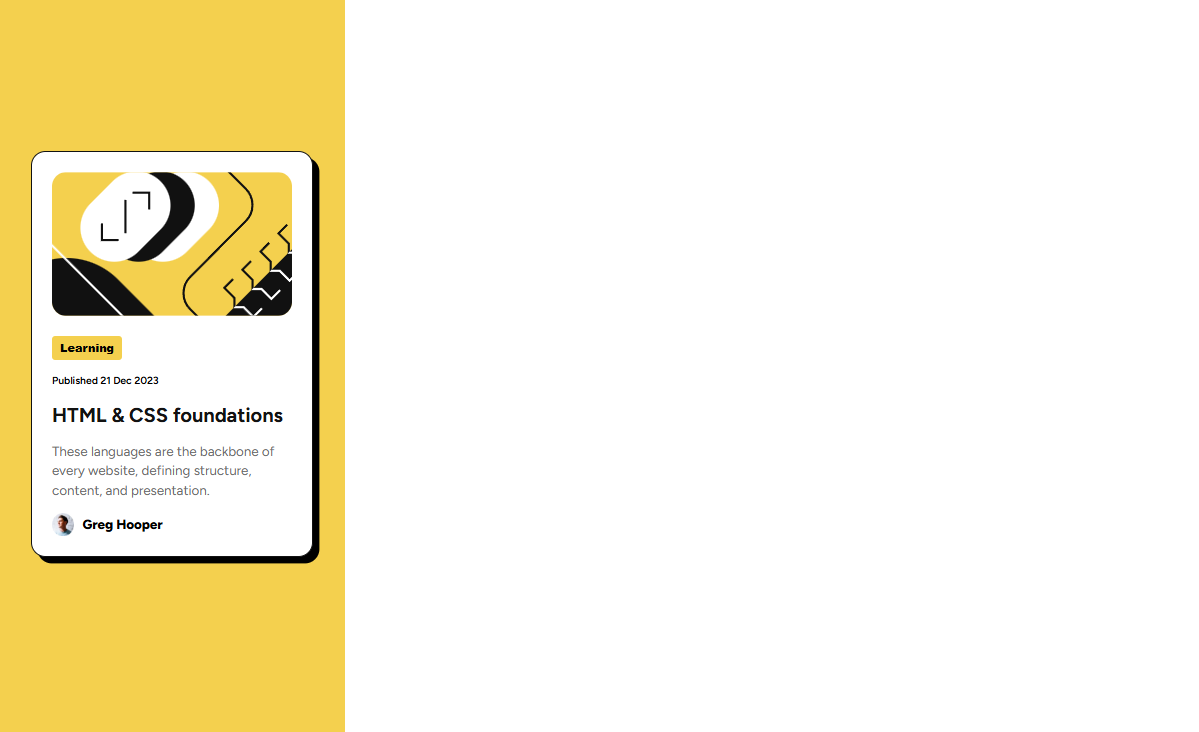 Learning
Published 21 Dec 2023
HTML & CSS foundations
These languages are the backbone of
every website, defining structure,
content, and presentation.
Greg Hooper